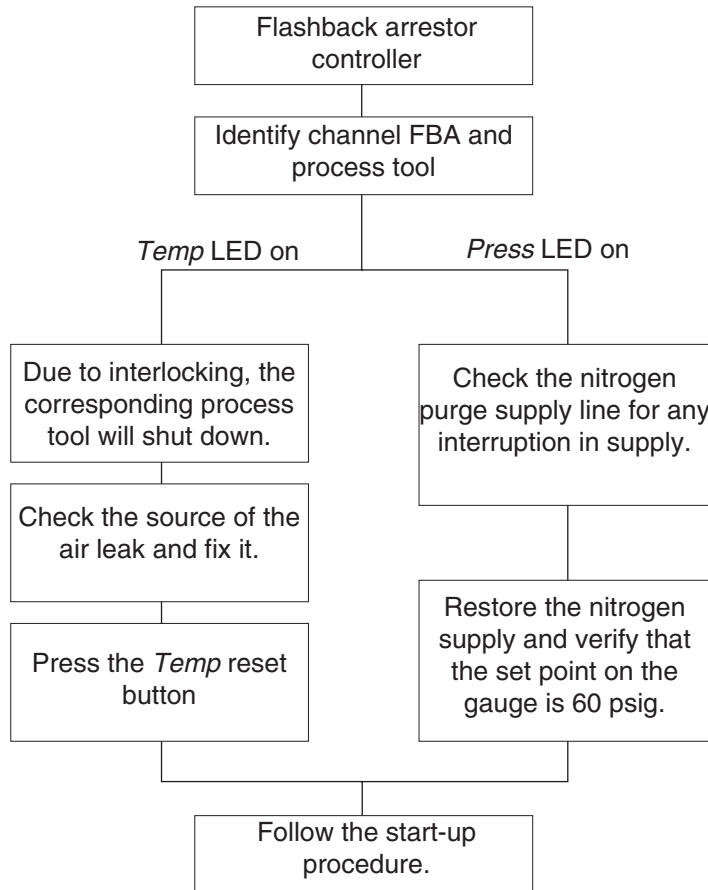 Flashback arrestor
controller
Identify channel FBA and
process tool
Temp LED on
Press LED on
Due to interlocking, the
corresponding process
tool will shut down.
Check the source of the
air leak and fix it.
Press the Temp reset
button
Check the nitrogen
purge supply line for any
interruption in supply.
Restore the nitrogen
supply and verify that
the set point on the
gauge is 60 psig.
Follow the start-up
procedure.